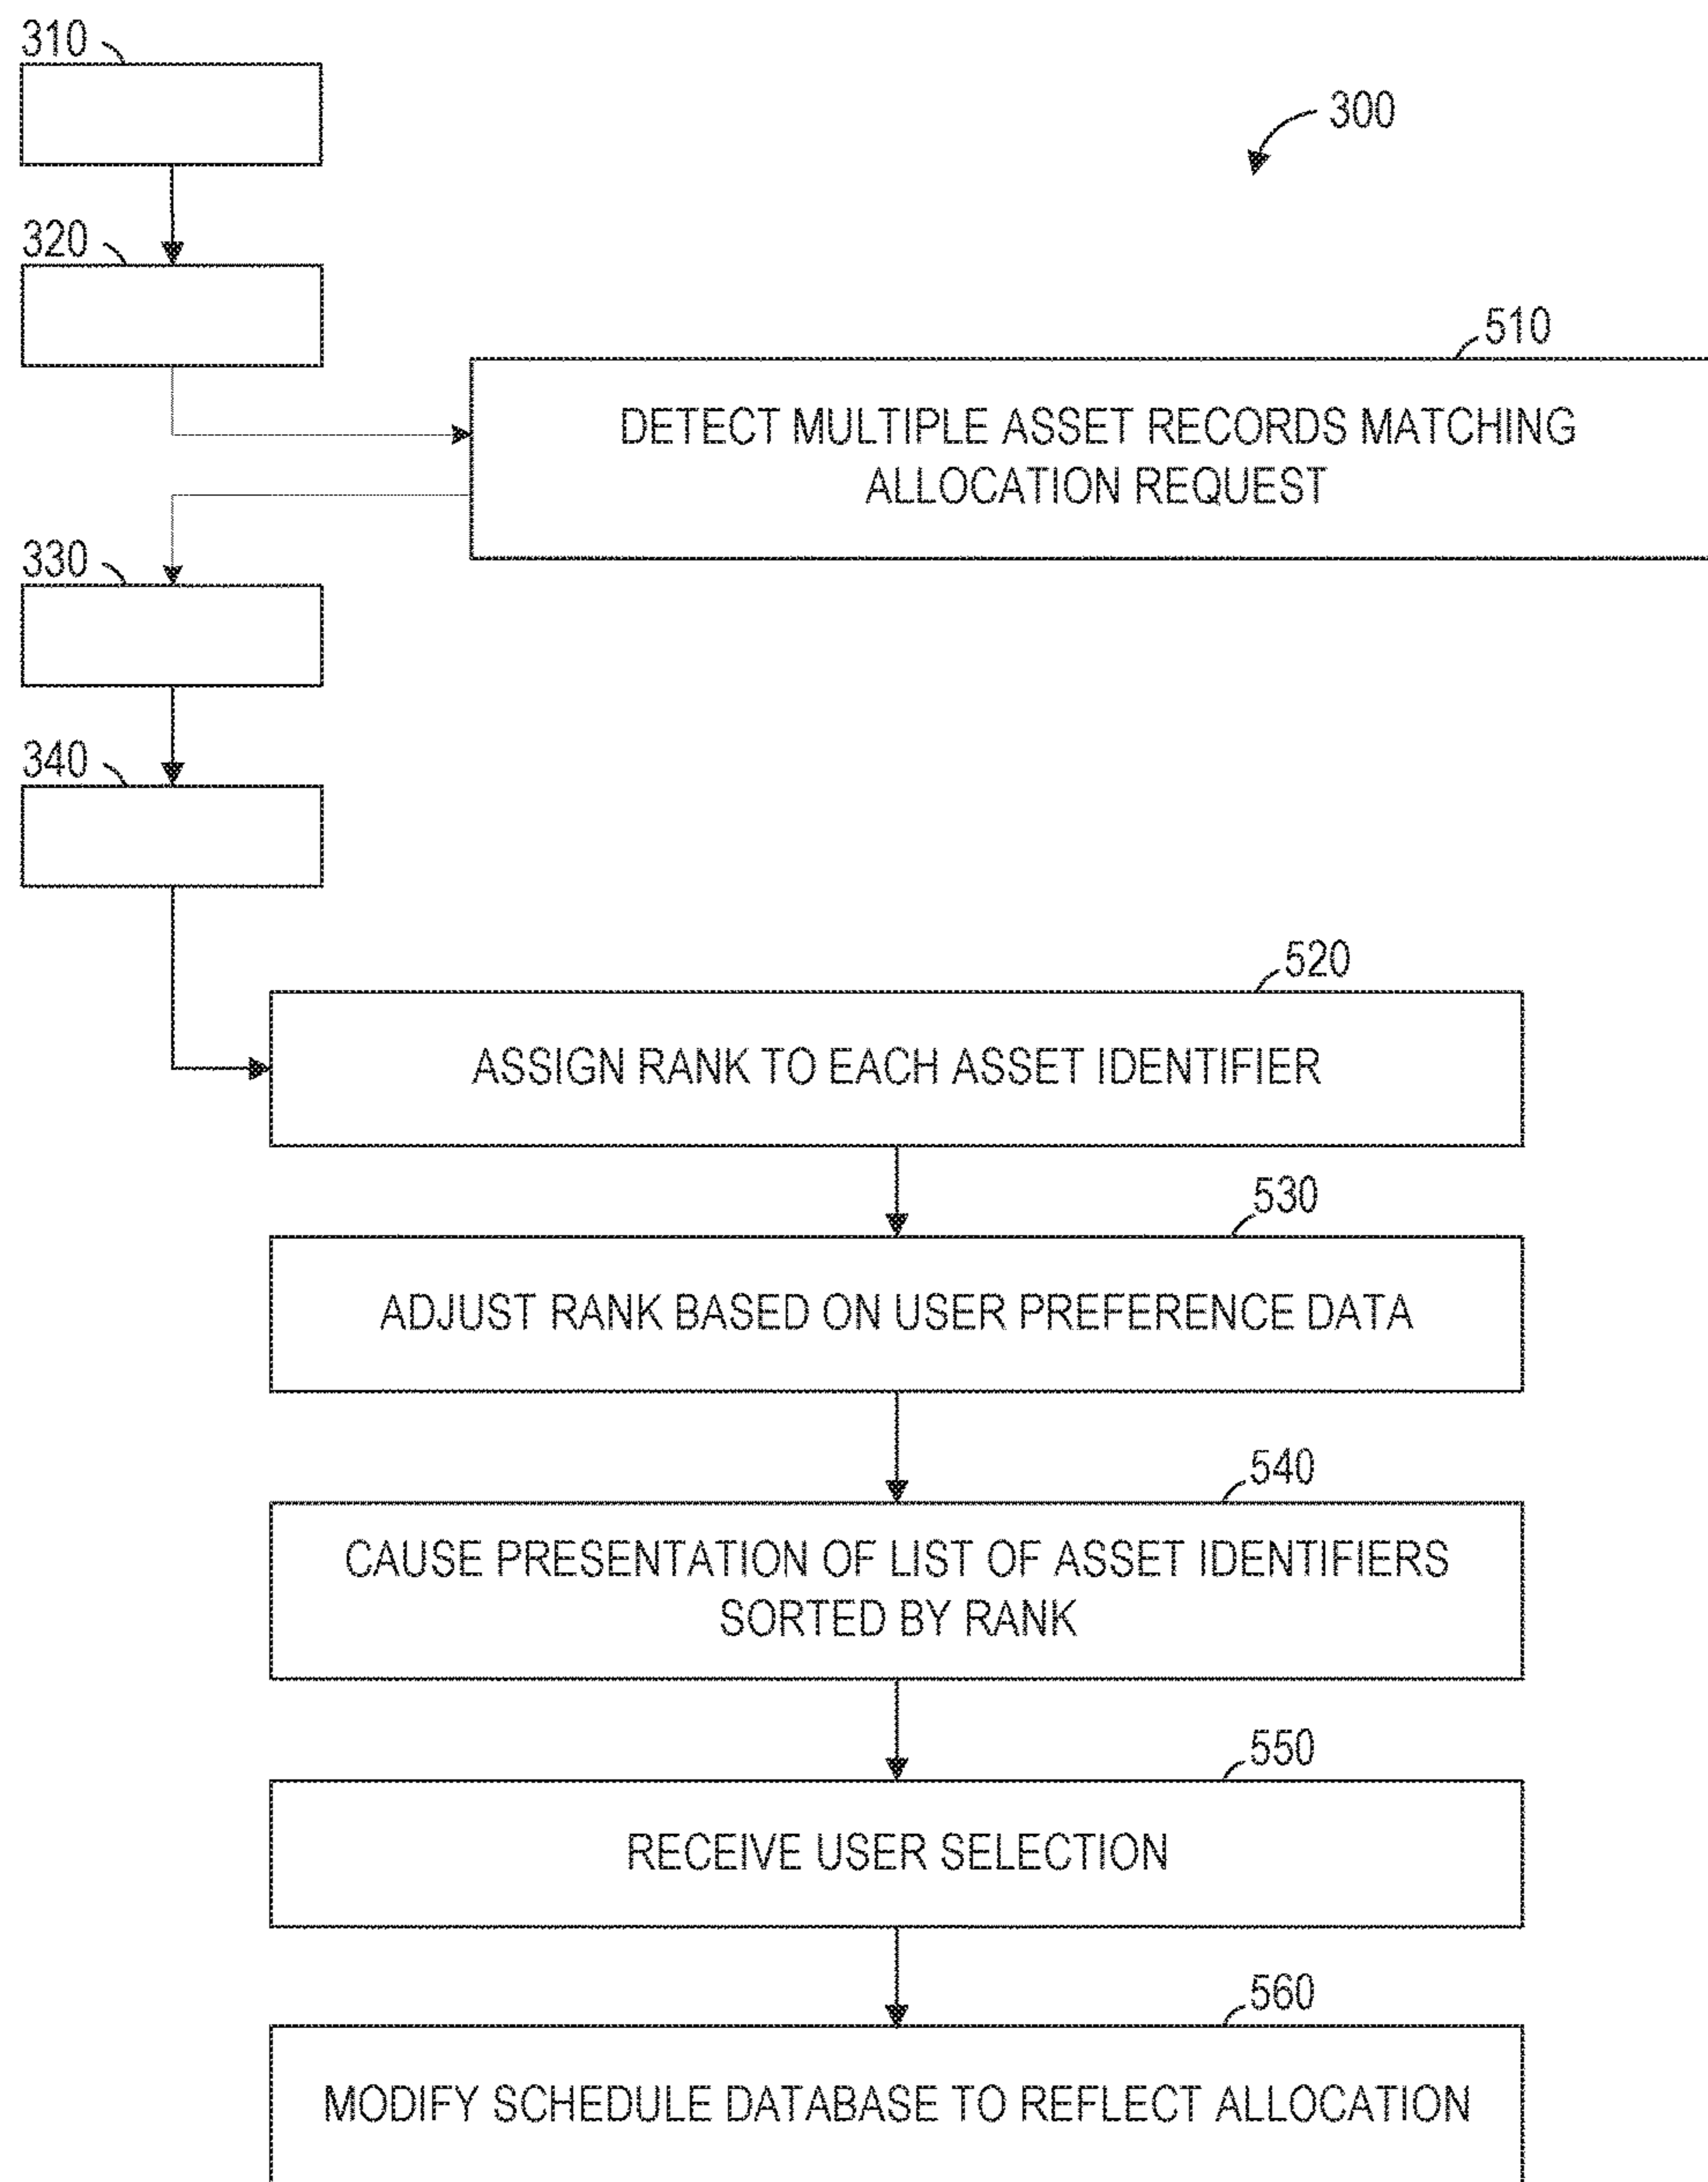 310
300
320
510
DETECT MULTIPLE ASSET RECORDS MATCHING
ALLOCATION REQUEST
330
340
520
ASSIGN RANK TO EACH ASSET IDENTIFIER
530
ADJUST RANK BASED ON USER PREFERENCE DATA
540
CAUSE PRESENTATION OF LIST OF ASSET IDENTIFIERS
SORTED BY RANK
550
RECEIVE USER SELECTION
560
MODIFY SCHEDULE DATABASE TO REFLECT ALLOCATION